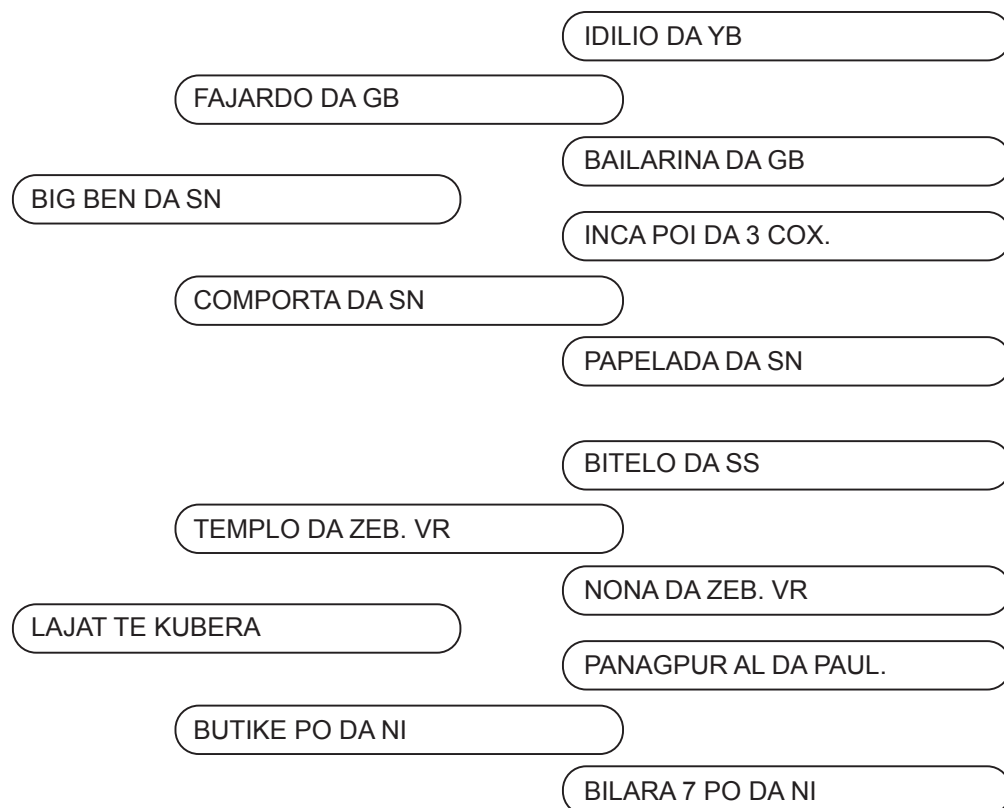 IDILIO DA YB
FAJARDO DA GB
BAILARINA DA GB
BIG BEN DA SN
INCA POI DA 3 COX.
COMPORTA DA SN
PAPELADA DA SN
BITELO DA SS
TEMPLO DA ZEB. VR
NONA DA ZEB. VR
LAJAT TE KUBERA
PANAGPUR AL DA PAUL.
BUTIKE PO DA NI
BILARA 7 PO DA NI